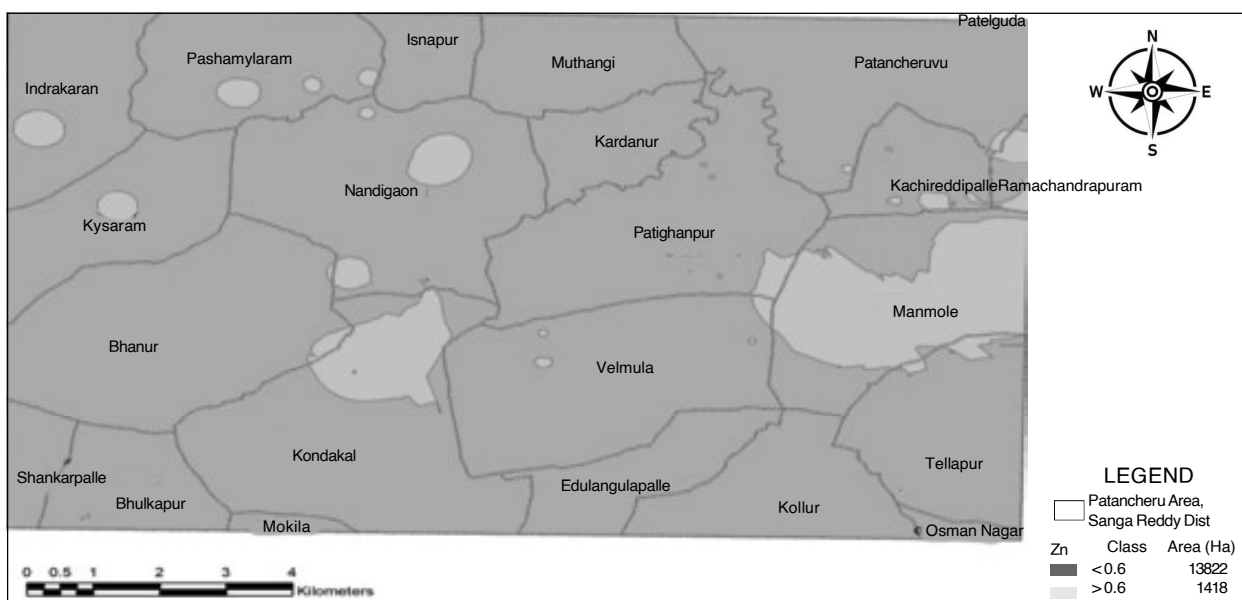 Patelguda
Isnapur
Pashamylaram
Muthangi
Patancheruvu
Indrakaran
Kardanur
Nandigaon
KachireddipalleRamachandrapuram
Kysaram
Patighanpur
Manmole
Bhanur
Velmula
Kondakal
Tellapur
Shankarpalle
Edulangulapalle
Bhulkapur
Kollur
Mokila
Osman Nagar
N
W
E
S
LEGEND
Patancheru Area,
Sanga Reddy Dist
Zn Class Area (Ha)
<0.6 13822
>0.6 1418
0 0.5 1 2 3 4
Kilometers